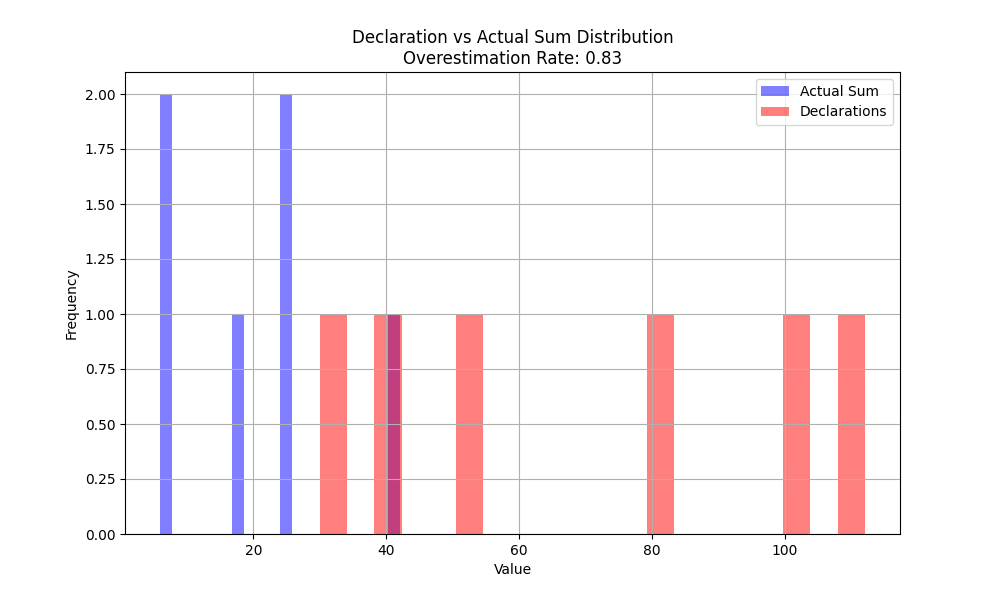 Declaration vs Actual Sum Distribution
Overestimation Rate: 0.83
Actual Sum
Declarations
2.00
1.75
1.50
1.25
1.00
0.75
0.50
0.25
0.00
Frequency
20 40 60 80 100
Value